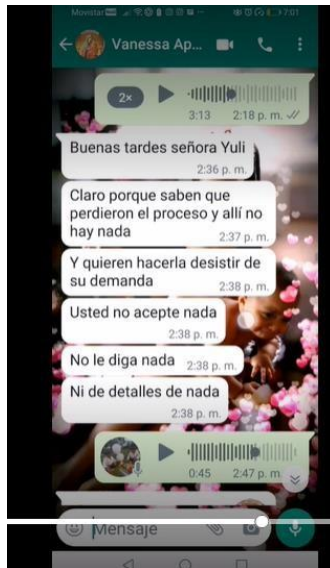 Movistar
7:01
Vanessa Ap...
2x
3:13 2:18 p. m.
Buenas tardes señora Yuli
2:36 p. m.
Claro porque saben que
perdieron el proceso y allí no
hay nada
2:37 p. m.
Y quieren hacerla desistir de
su demanda
2:38 p. m.
Usted no acepte nada
2:38 p. m.
No le diga nada 2:38 p. m.
Ni de detalles de nada
2:38 p. m.
0:45 2:47 p. m.
Mensaje